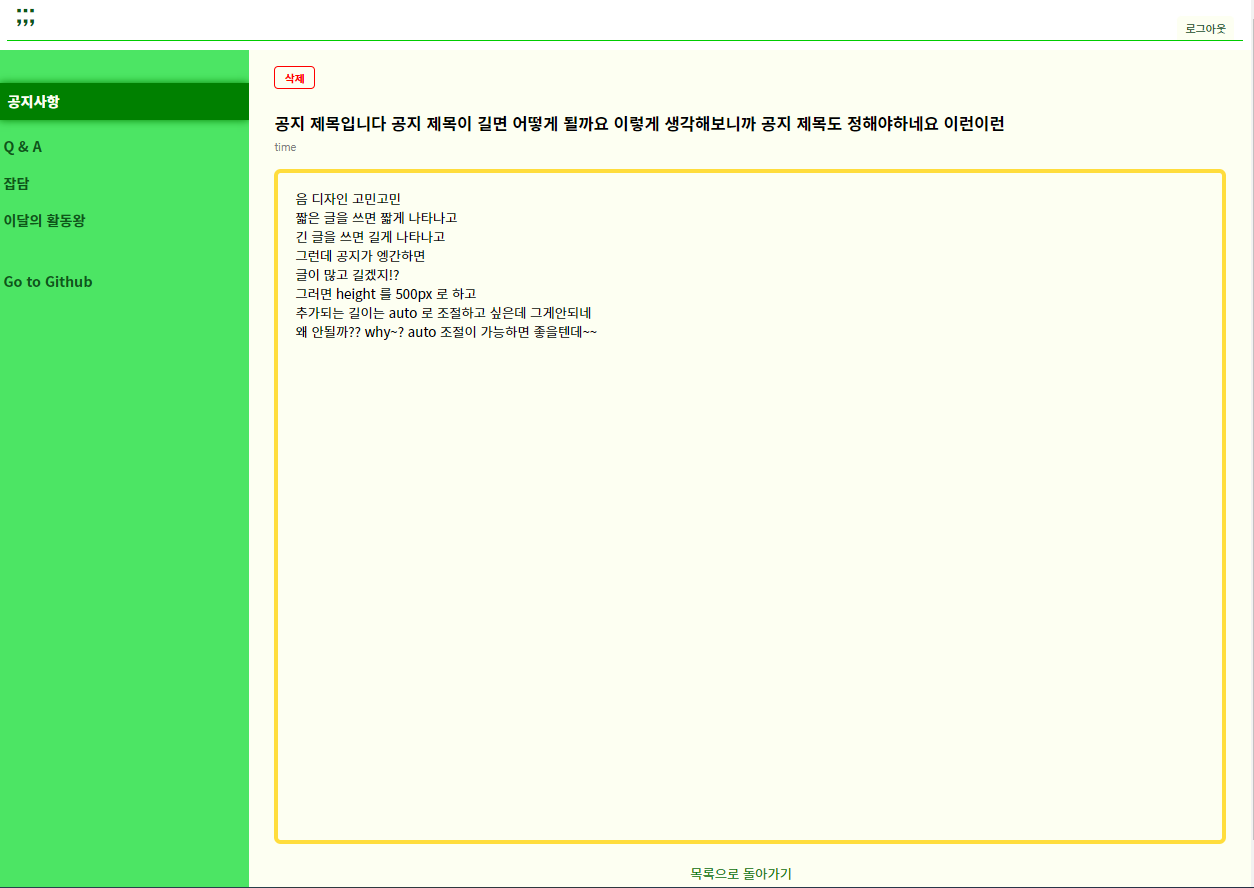 ;;;
로그아웃
삭제
공지사항
Q & A
잡담
이달의 활동왕
Go to Github
공지 제목입니다 공지 제목이 길면 어떻게 될까요 이렇게 생각해보니까 공지 제목도 정해야하네요 이런이런
time
음 디자인 고민고민
짧은 글을 쓰면 짧게 나타나고
긴 글을 쓰면 길게 나타나고
그런데 공지가 엥간하면
글이 많고 길겠지!?
그러면 height 를 500px 로 하고
추가되는 길이는 auto 로 조절하고 싶은데 그게안되네
왜 안될까?? why~? auto 조절이 가능하면 좋을텐데~~
목록으로 돌아가기